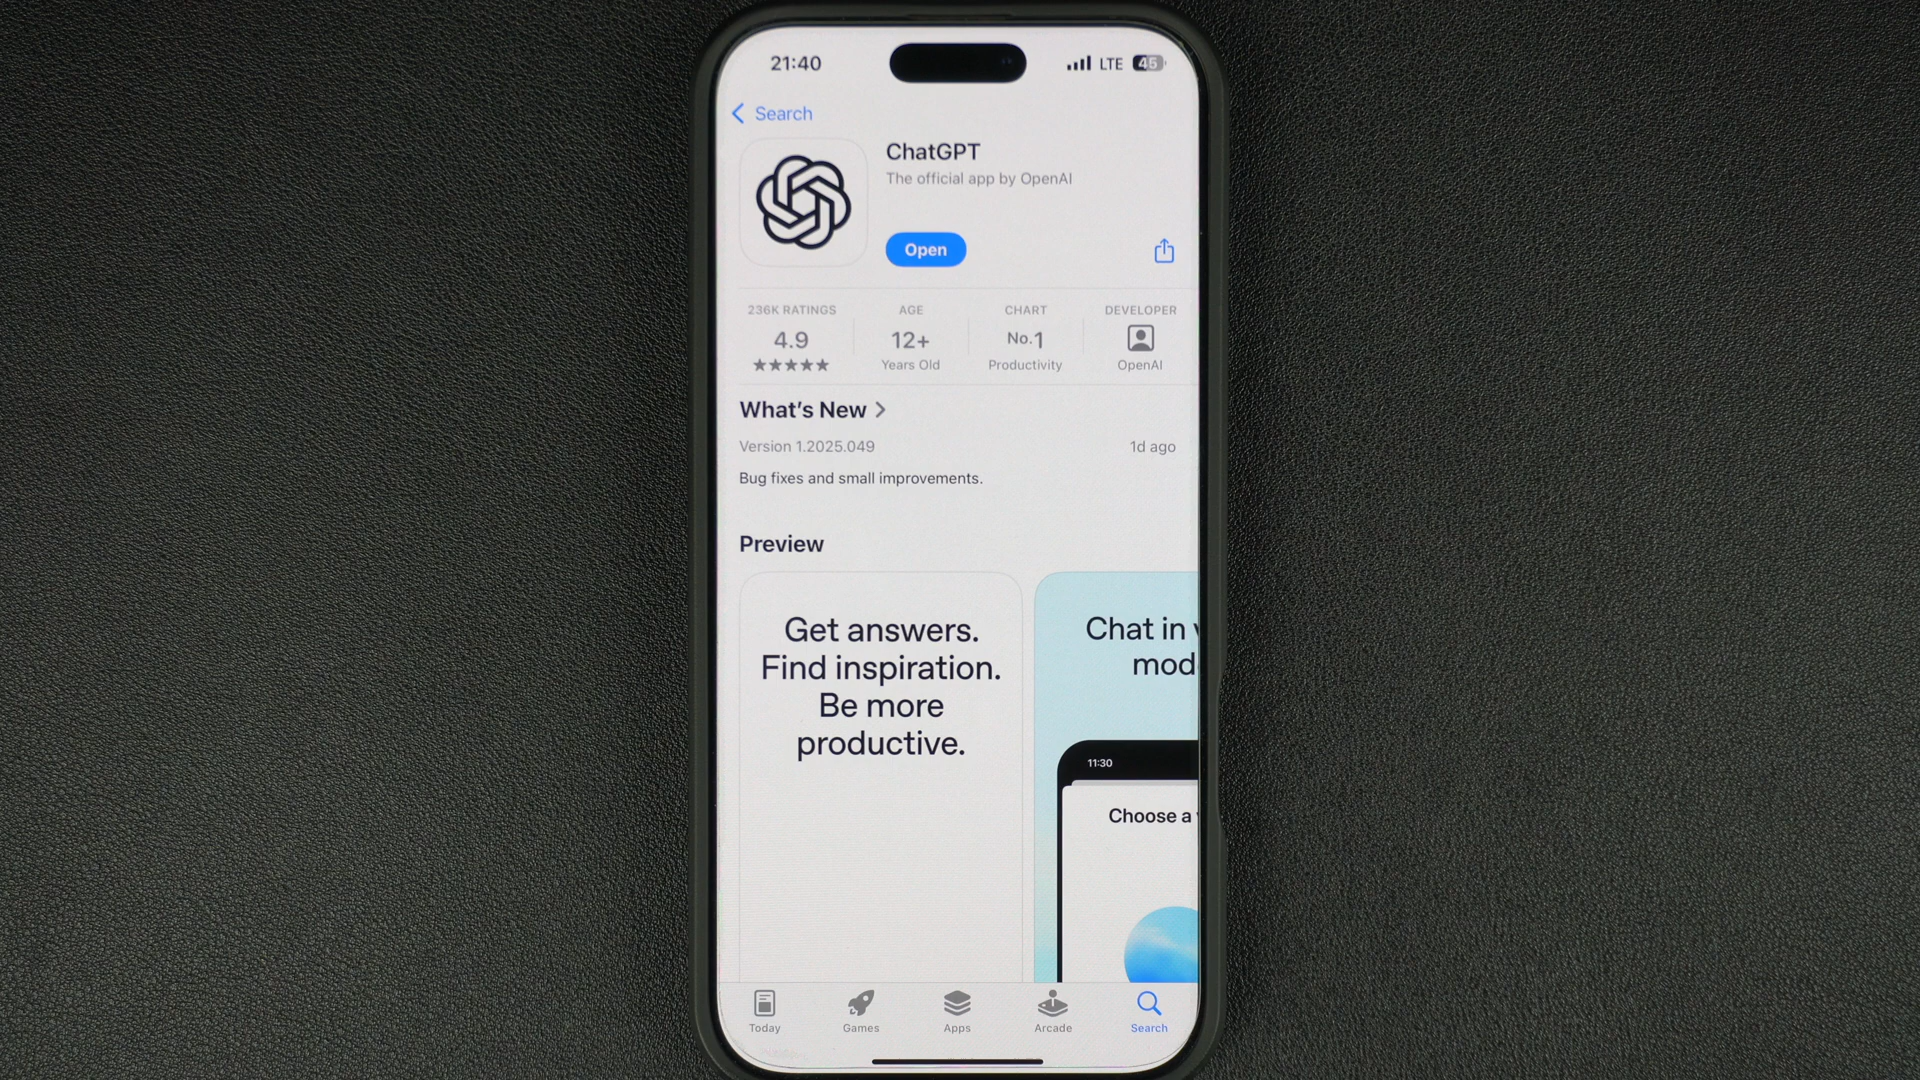 21:40
LTE 45
Search
ChatGPT
The official app by OpenAI
Open
236K RATINGS
4.9
AGE
12+
Years Old
CHART
No.1
Productivity
DEVELOPER
OpenAI
What's New
Version 1.2025.049
1d ago
Bug fixes and small improvements.
Preview
Get answers.
Find inspiration.
Be more
productive.
Chat in
mod
11:30
Choose a
Today
Games
Apps
Arcade
Search